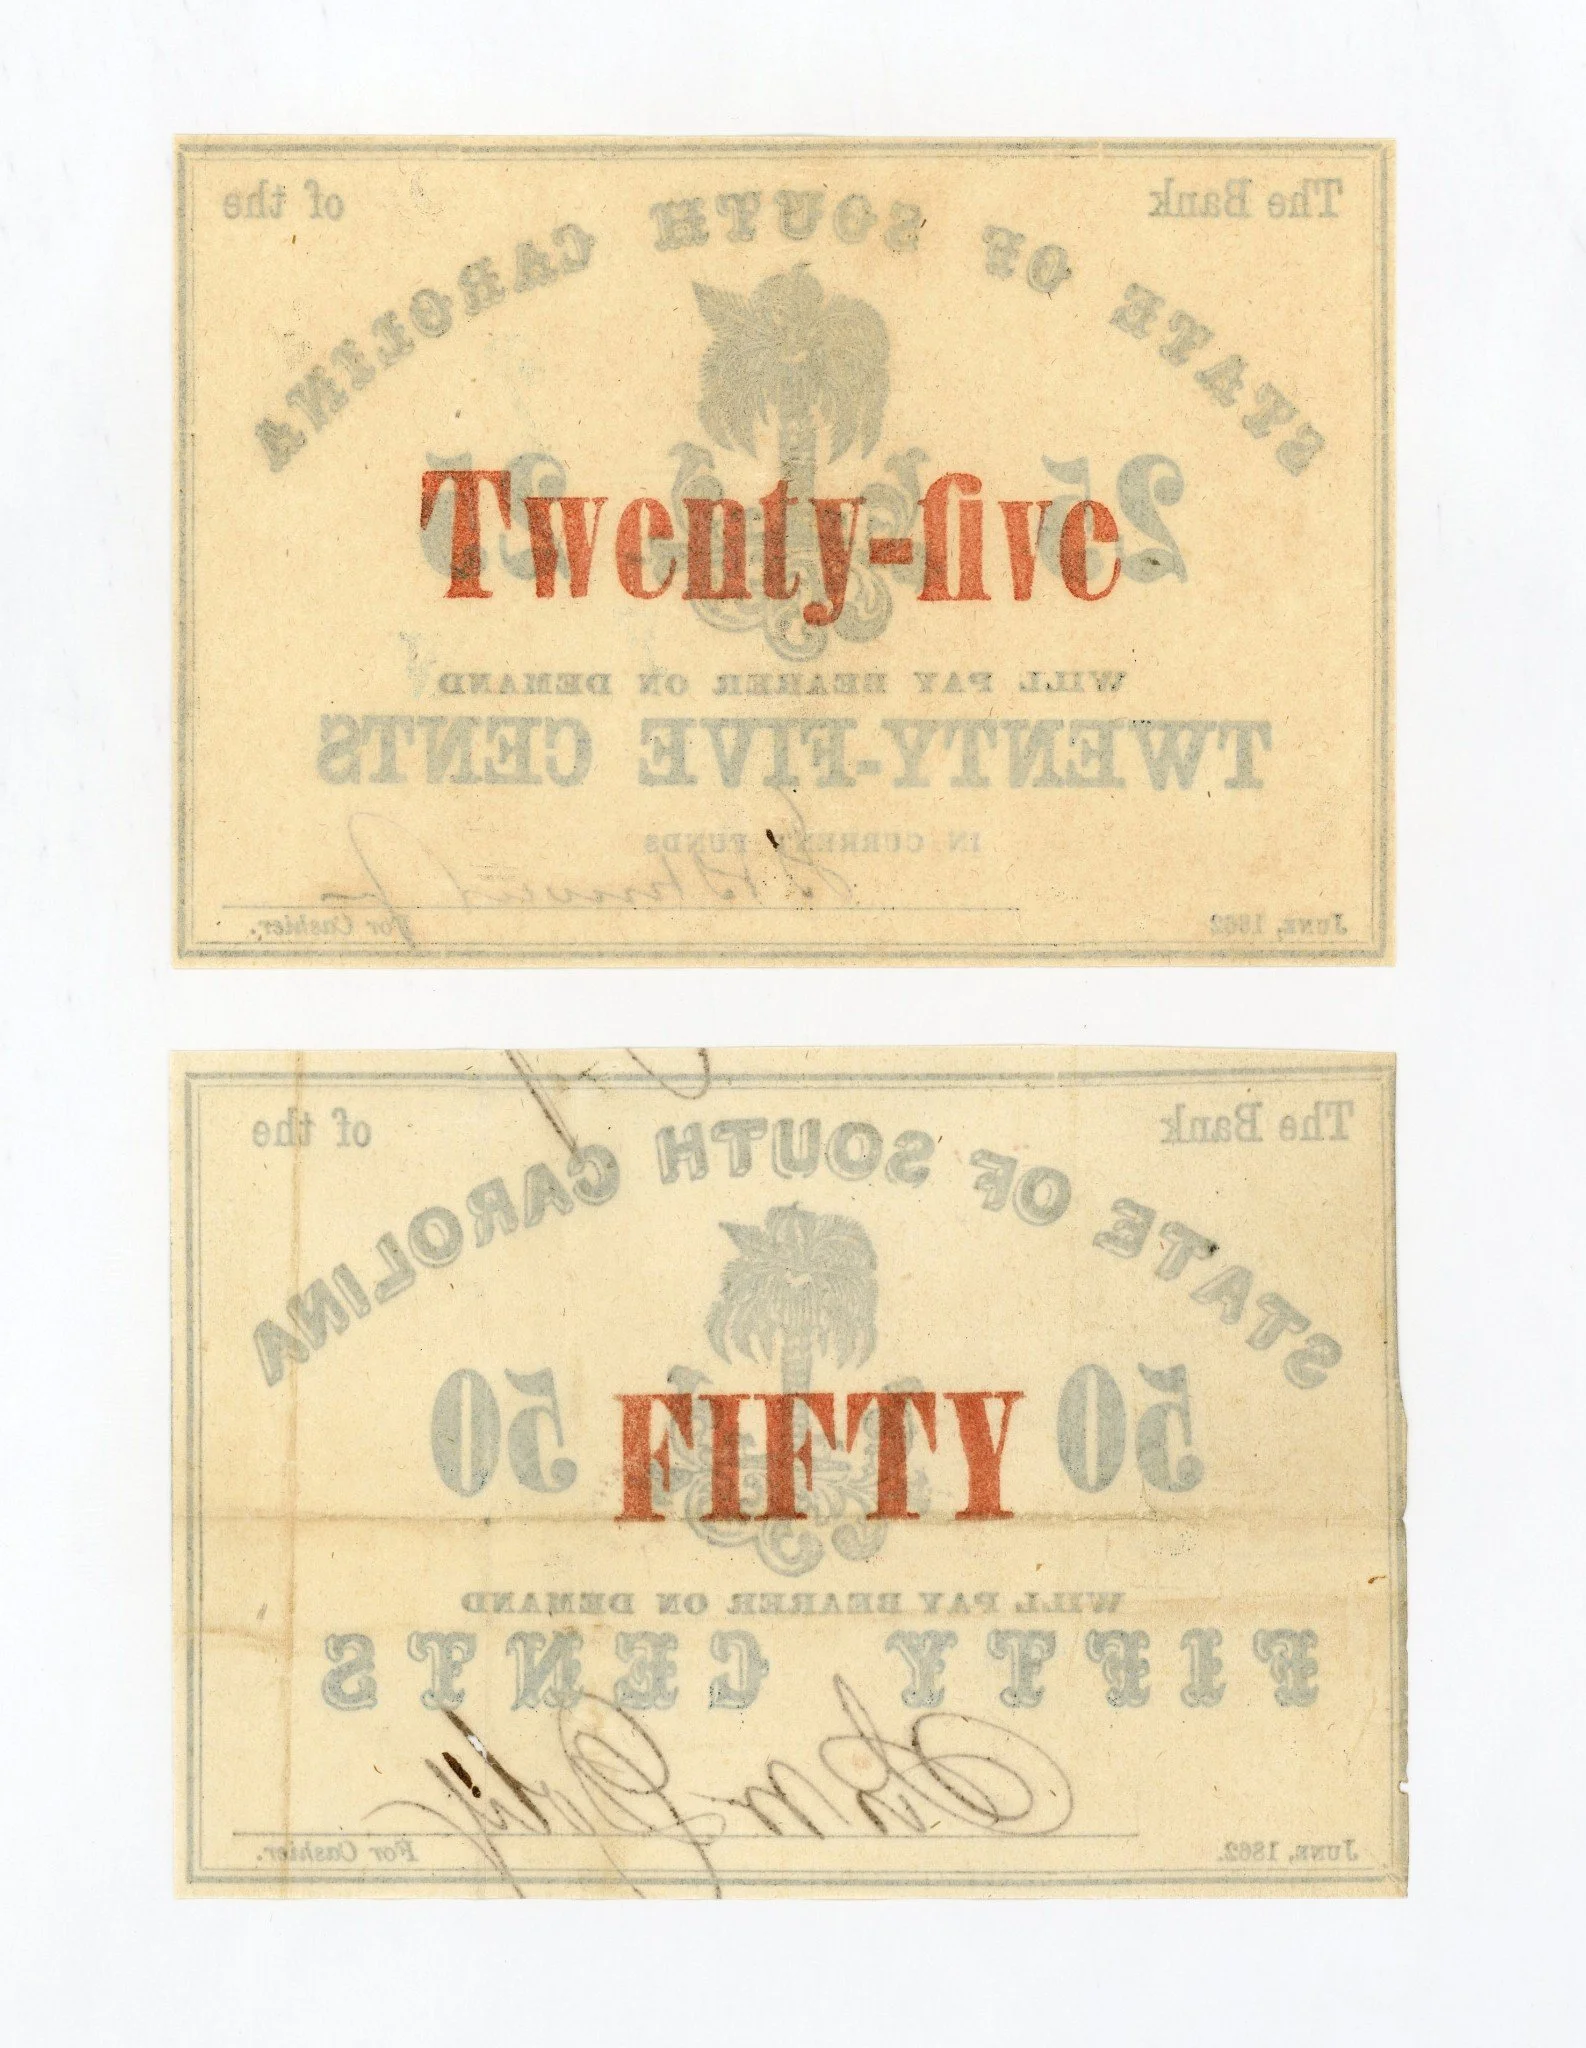 The Bank of the
STATE OF SOUTH CAROLINA
25 25
Twenty-five
WILL PAY BEARER ON DEMAND
TWENTY-FIVE CENTS
IN CURRENT FUNDS
JUNE, 1862
For Cashier.
The Bank of the
STATE OF SOUTH CAROLINA
50 FIFTY 50
WILL PAY BEARER ON DEMAND
FIFTY CENTS
JUNE, 1862.
For Cashier.